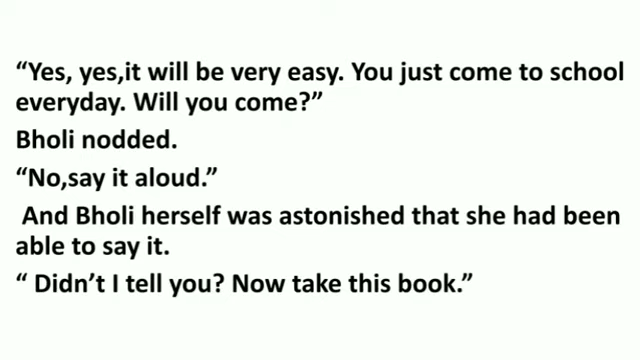 “Yes, yes,it will be very easy. You just come to school
everyday. Will you come?”
Bholi nodded.
“No,say it aloud.”
And Bholi herself was astonished that she had been
able to say it.
“ Didn’t I tell you? Now take this book.”